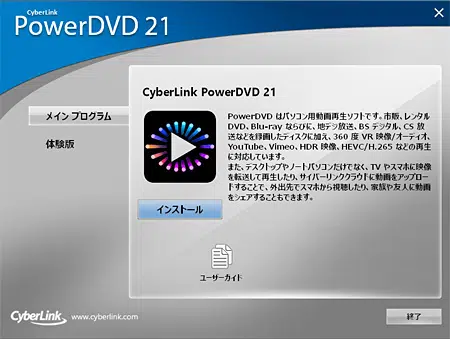 CyberLink
PowerDVD 21
メイン プログラム
体験版
CyberLink PowerDVD 21
PowerDVD はパソコン用動画再生ソフトです。市販、レンタル
DVD、Blu-ray ならびに、地デジ放送、BS デジタル、CS 放
送などを録画したディスクに加え、360 度 VR 映像/オーディオ、
YouTube、Vimeo、HDR 映像、HEVC/H.265 などの再生
に対応しています。
また、デスクトップやノートパソコンだけでなく、TV やスマホに映像
を転送して再生したり、サイバーリンククラウドに動画をアップロー
ドすることで、外出先でスマホから視聴したり、家族や友人に動画
をシェアすることもできます。
インストール
ユーザーガイド
CyberLink
www.cyberlink.com
終了